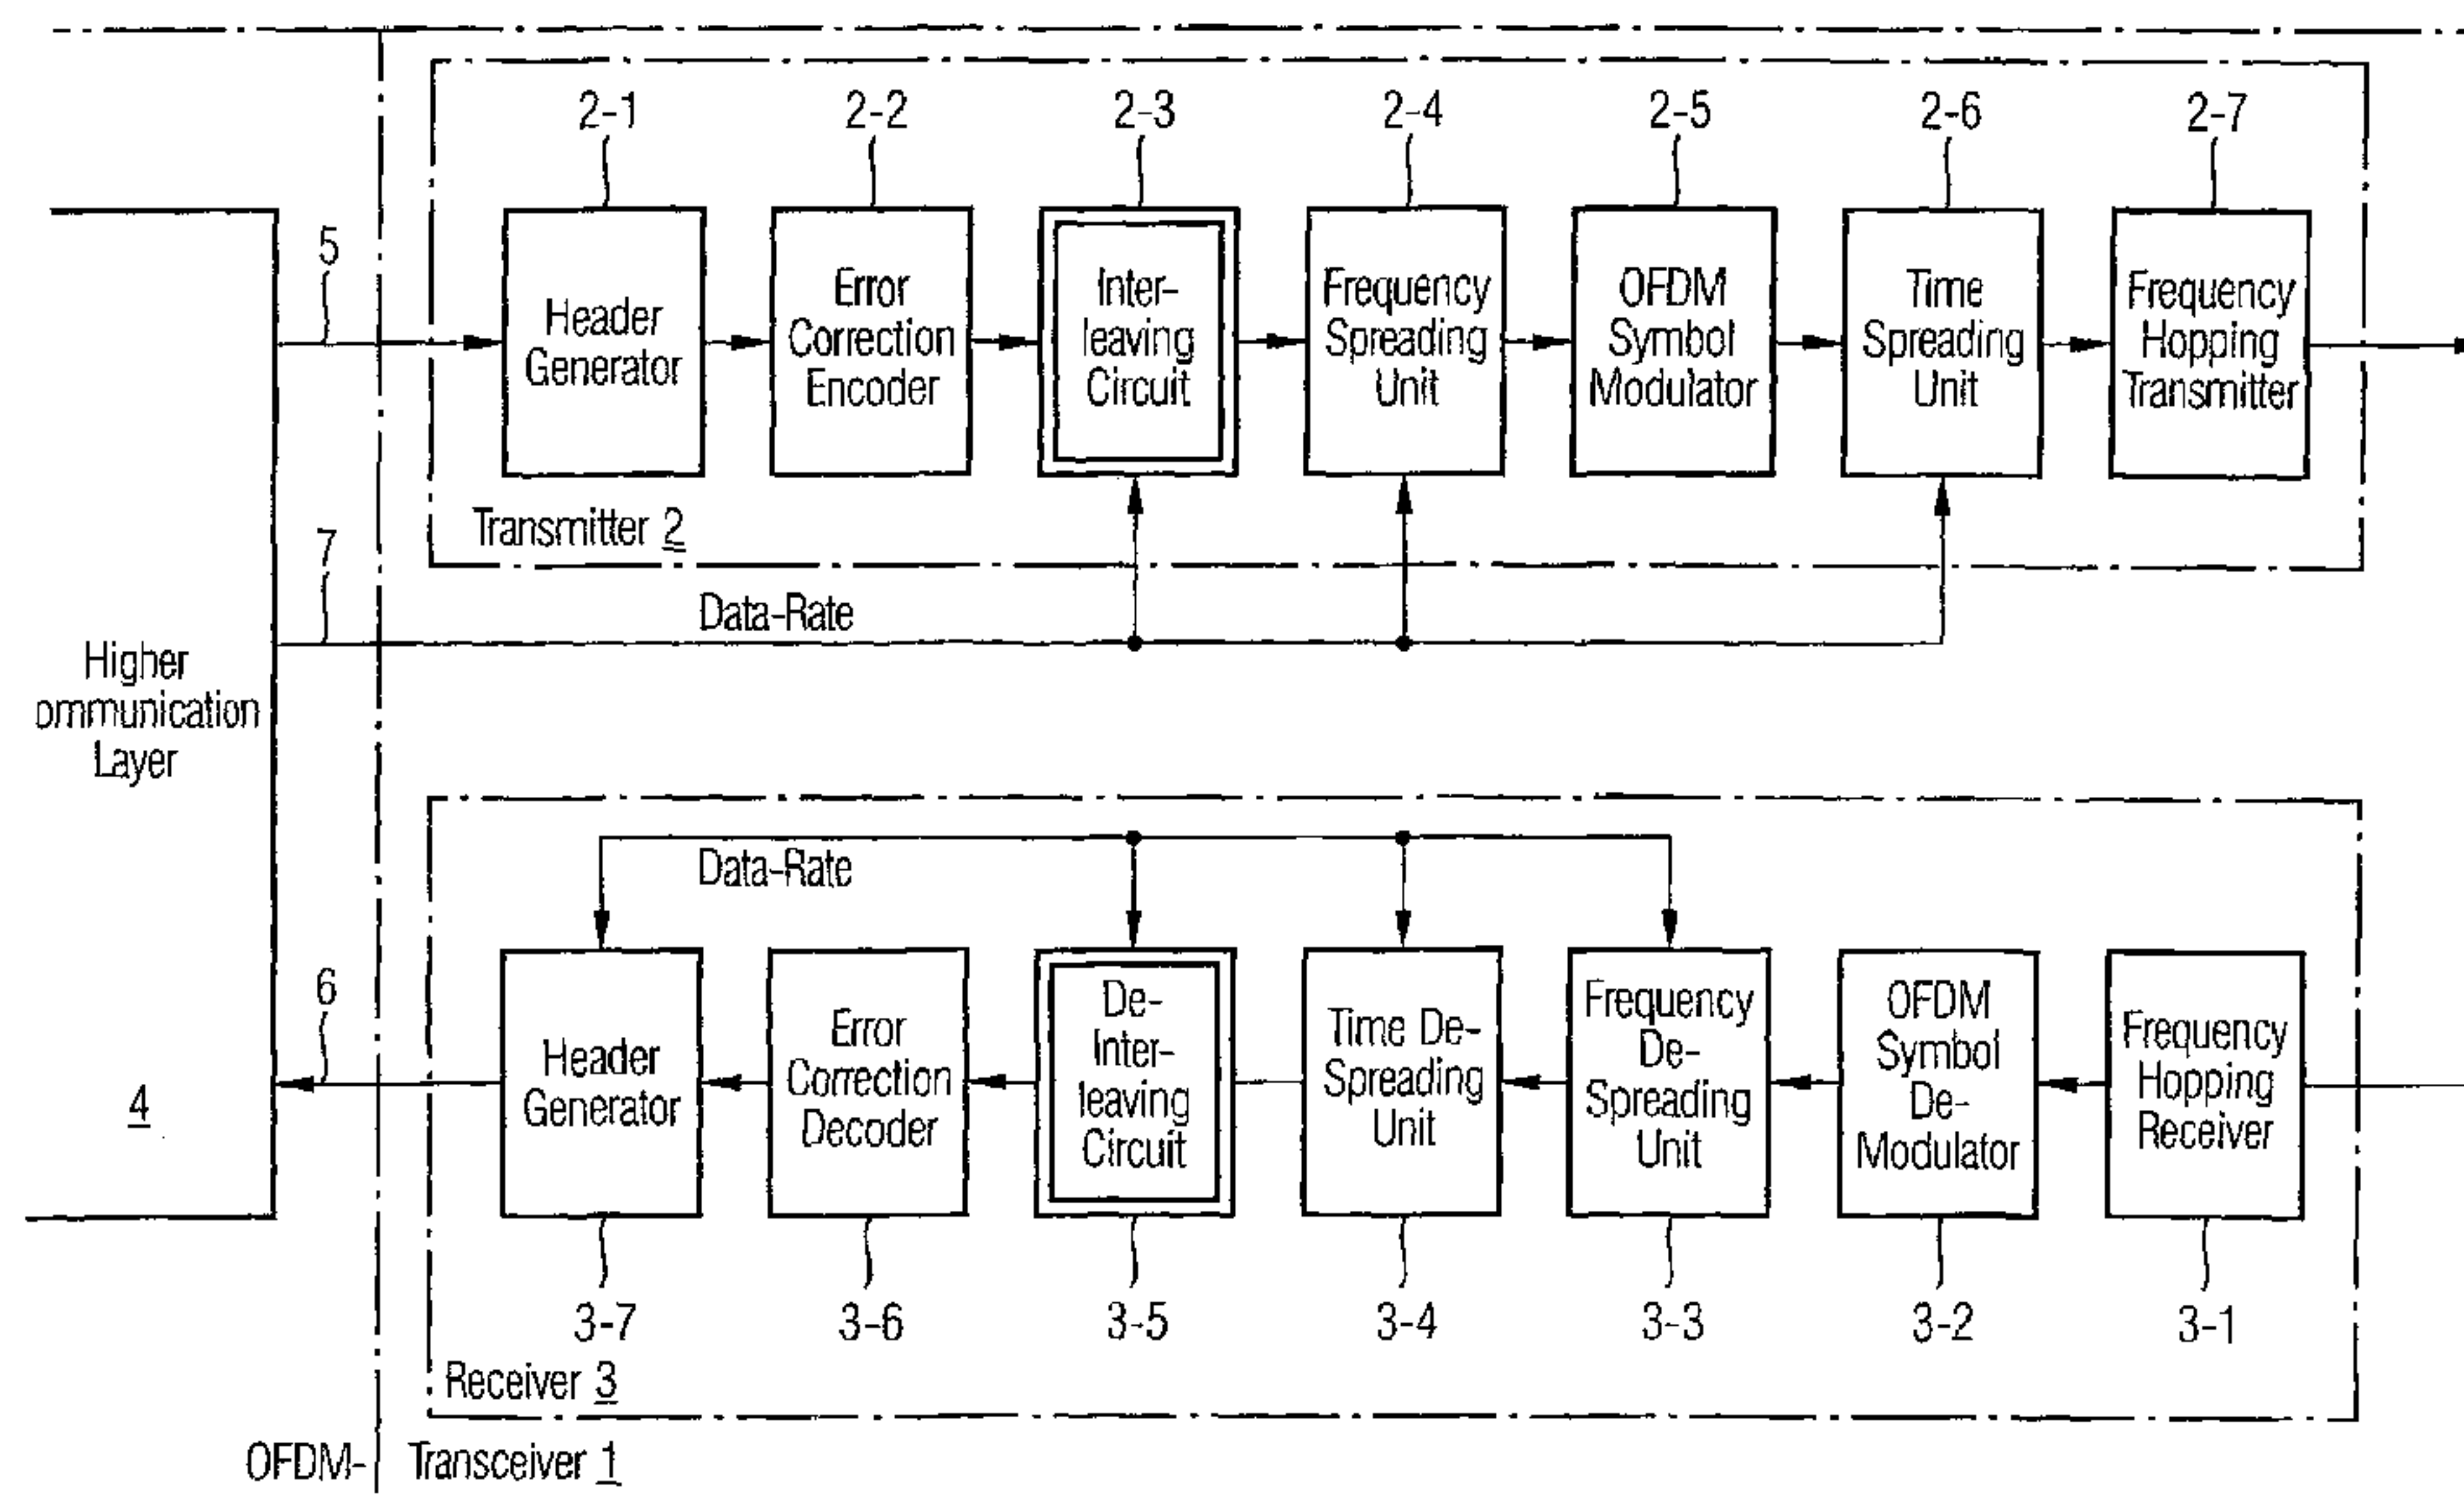 2-1
2-2
2-3
2-4
2-5
2-6
2-7
5
Header
Generator
Error
Correction
Encoder
Inter-
leaving
Circuit
Frequency
Spreading
Unit
OFDM
Symbol
Modulator
Time
Spreading
Unit
Frequency
Hopping
Transmitter
Transmitter 2
7
Data-Rate
Higher
ommunication
Layer
4
Data-Rate
6
Header
Generator
Error
Correction
Decoder
De-
Inter-
leaving
Circuit
Time De-
Spreading
Unit
Frequency
De-
Spreading
Unit
OFDM
Symbol
De-
Modulator
Frequency
Hopping
Receiver
3-7
3-6
3-5
3-4
3-3
3-2
3-1
Receiver 3
OFDM- Transceiver 1